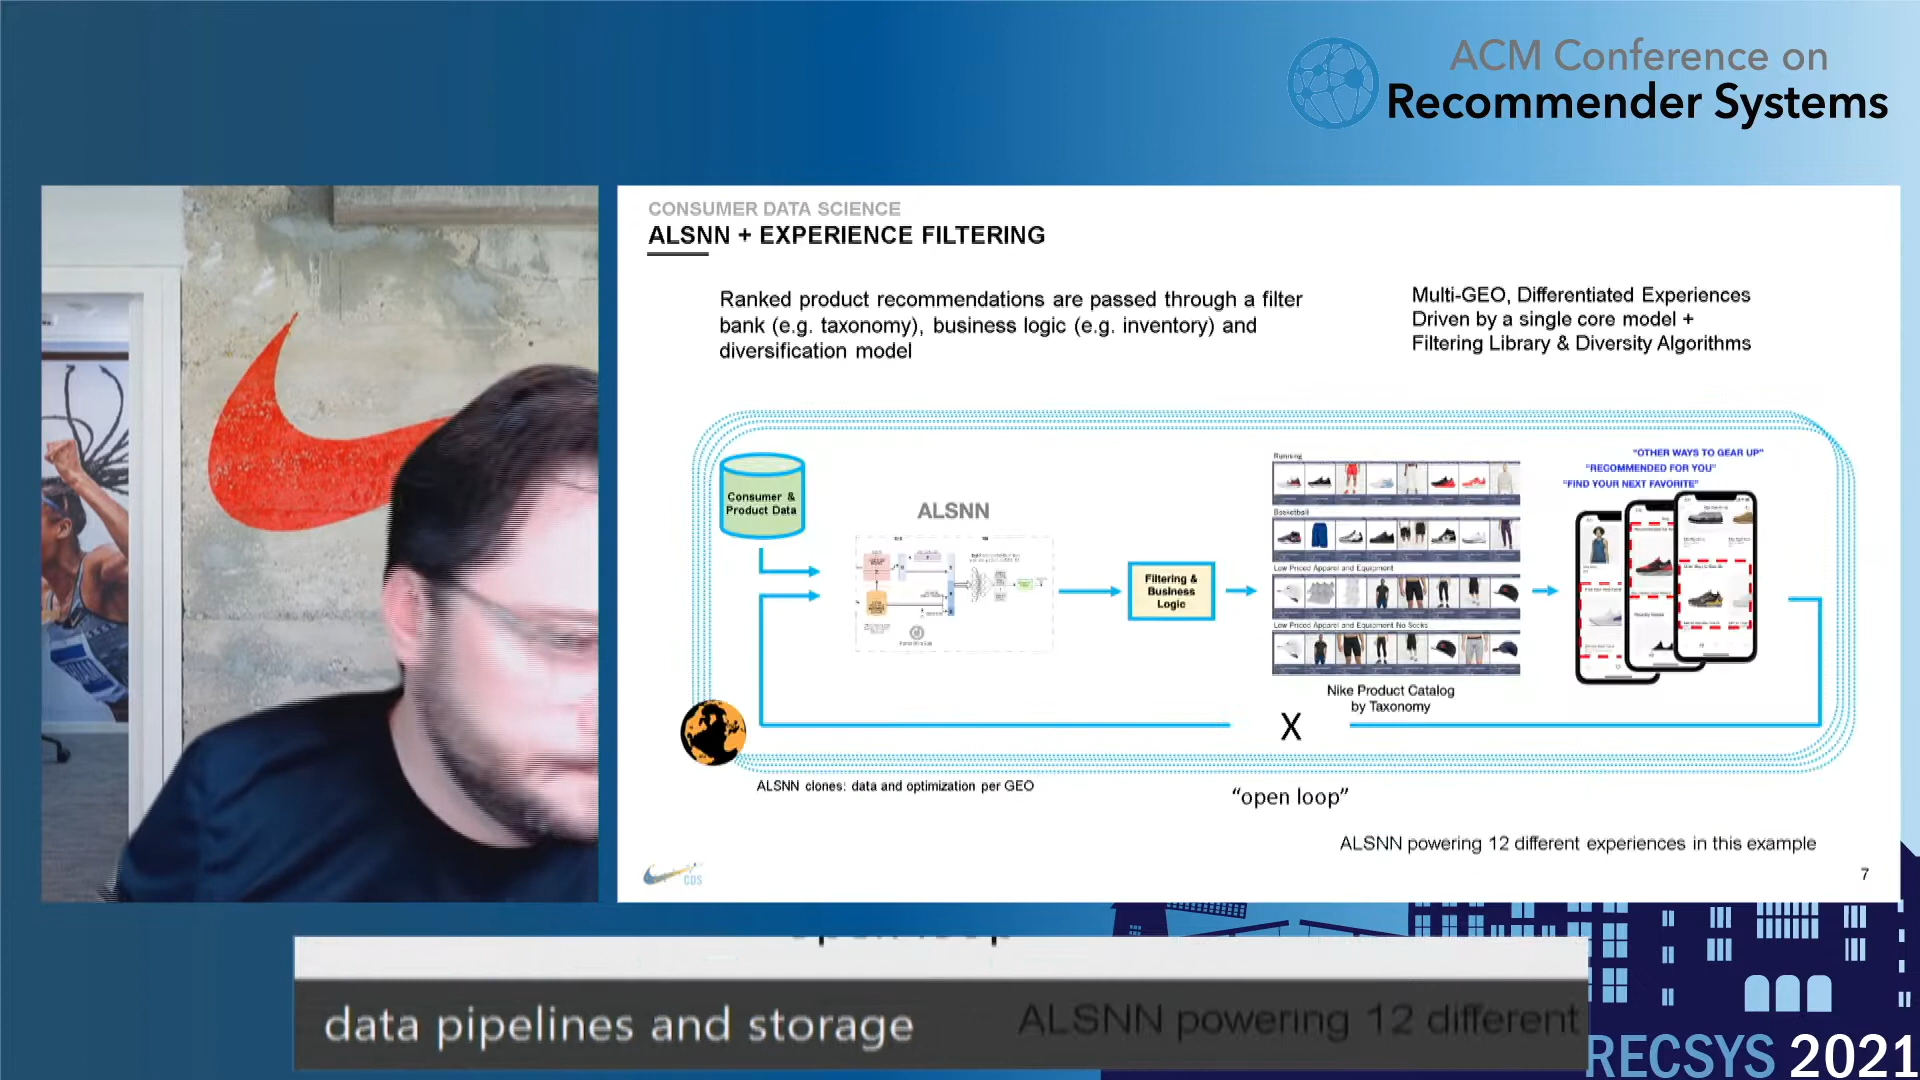 ACM Conference on
Recommender Systems
CONSUMER DATA SCIENCE
ALSNN + EXPERIENCE FILTERING
Ranked product recommendations are passed through a filter
bank (e.g. taxonomy), business logic (e.g. inventory) and
diversification model
Multi-GEO, Differentiated Experiences
Driven by a single core model +
Filtering Library & Diversity Algorithms
Consumer &
Product Data
ALSNN
Filtering &
Business
Logic
Running
Basketball
Low Priced Apparel and Equipment
Low Priced Apparel and Equipment No Socks
Nike Product Catalog
by Taxonomy
"OTHER WAYS TO GEAR UP"
"RECOMMENDED FOR YOU"
"FIND YOUR NEXT FAVORITE"
X
ALSNN clones: data and optimization per GEO
“open loop”
ALSNN powering 12 different experiences in this example
CDS
7
data pipelines and storage
ALSNN powering 12 different
RECSYS 2021